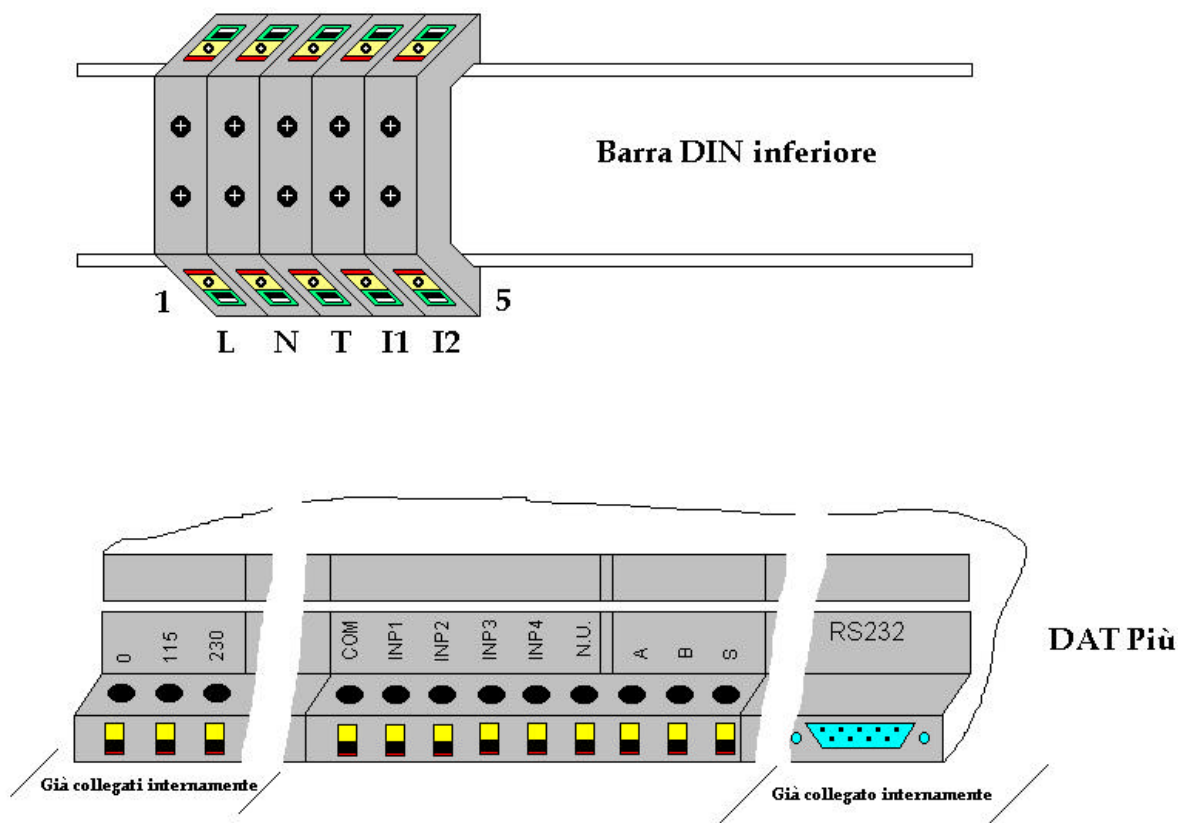 Barra DIN inferiore
1
5
L N T I1 I2
0
115
230
COM
INP1
INP2
INP3
INP4
N.U.
A
B
S
RS232
DAT Più
Già collegati internamente
Già collegato internamente